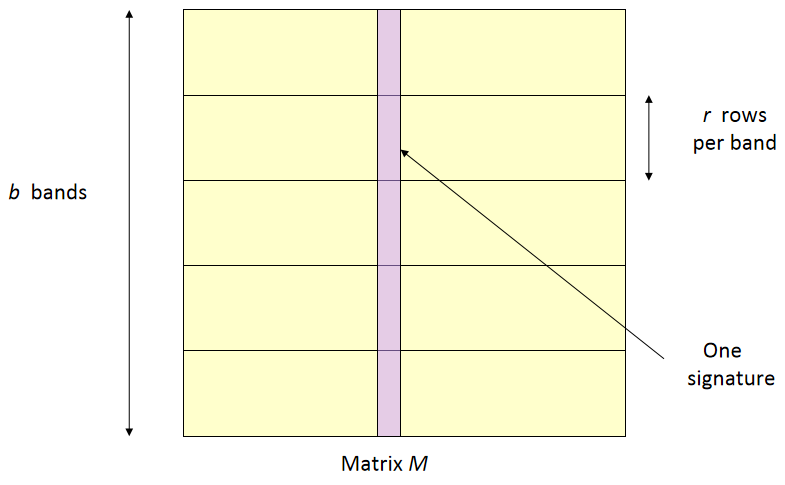 r rows
per band
b bands
One
signature
Matrix M